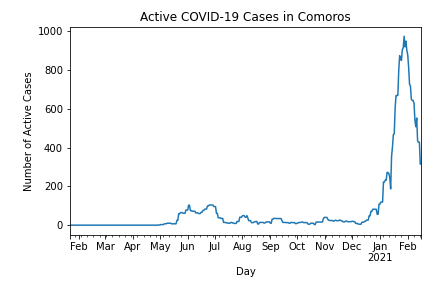 Active COVID-19 Cases in Comoros
1000
800
600
400
200
0
Number of Active Cases
Feb Mar Apr May Jun Jul Aug Sep Oct Nov Dec Jan Feb
2021
Day